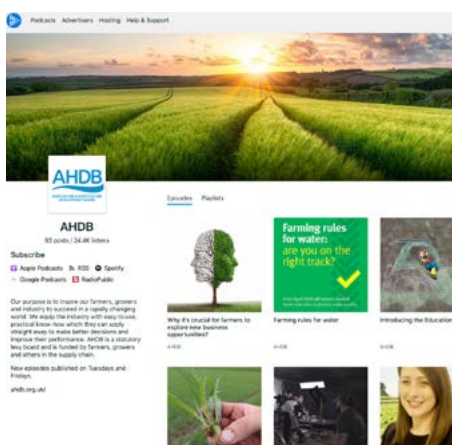 Podcasts Advertisers Hosting Help & Support
AHDB
AHDB
93 posts / 24.4K listens
Subscribe
Apple Podcasts RSS Spotify
Google Podcasts RadioPublic
Our purpose is to inspire our farmers, growers
and industry to succeed in a rapidly changing
world. We equip the industry with easy to use,
practical know-how which they can apply
straight away to make better decisions and
improve their performance. AHDB is a statutory
levy board and is funded by farmers, growers
and others in the supply chain.
New episodes published on Tuesdays and
Fridays.
ahdb.org.uk/
Episodes Playlists
Farming rules
for water:
are you on the
right track?
Why it's crucial for farmers to
explore new business
opportunities?
AHDB
Farming rules for water
AHDB
Introducing the Education
AHDB